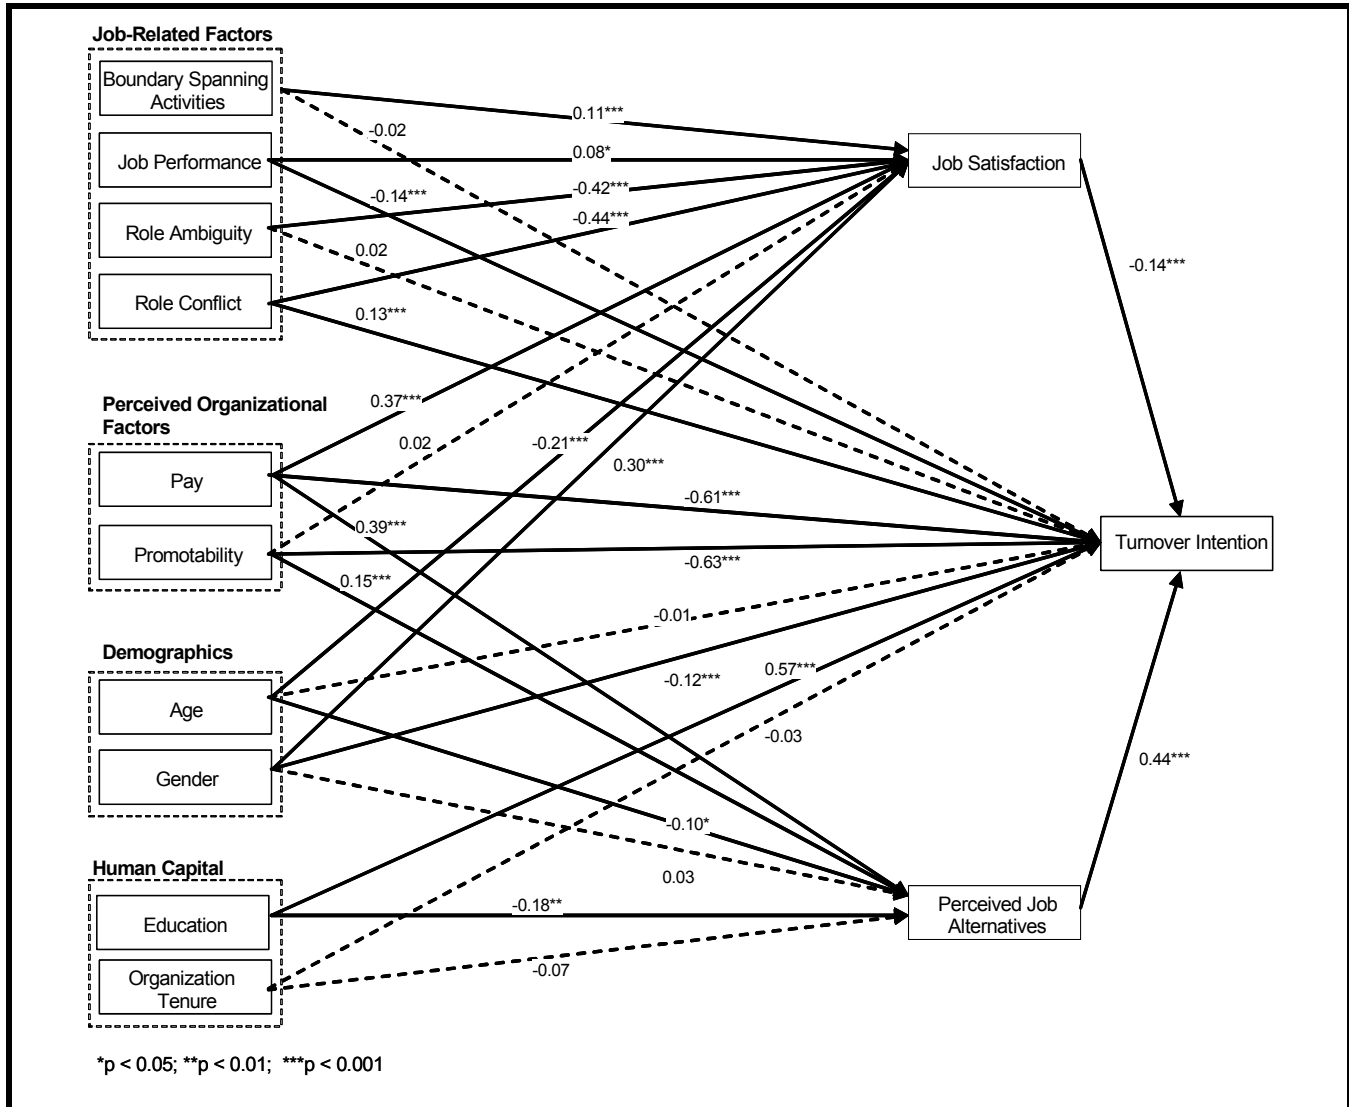 Job-Related Factors
Boundary Spanning
Activities
Job Performance
Role Ambiguity
Role Conflict
0.11***
-0.02
0.08*
-0.14***
-0.42***
-0.44***
0.02
0.13***
Job Satisfaction
-0.14***
Perceived Organizational
Factors
Pay
Promotability
0.37***
0.02
-0.21***
0.30***
-0.61***
0.39***
-0.63***
0.15***
Turnover Intention
Demographics
Age
Gender
-0.01
-0.12***
0.57***
-0.03
-0.10*
0.03
0.44***
Human Capital
Education
Organization
Tenure
-0.18**
-0.07
Perceived Job
Alternatives
*p < 0.05; **p < 0.01; ***p < 0.001